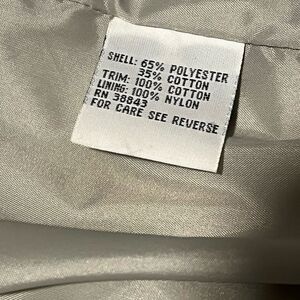 SHELL: 65% POLYESTER
35% COTTON
TRIM: 100% COTTON
LINING: 100% NYLON
RN 38843
FOR CARE SEE REVERSE